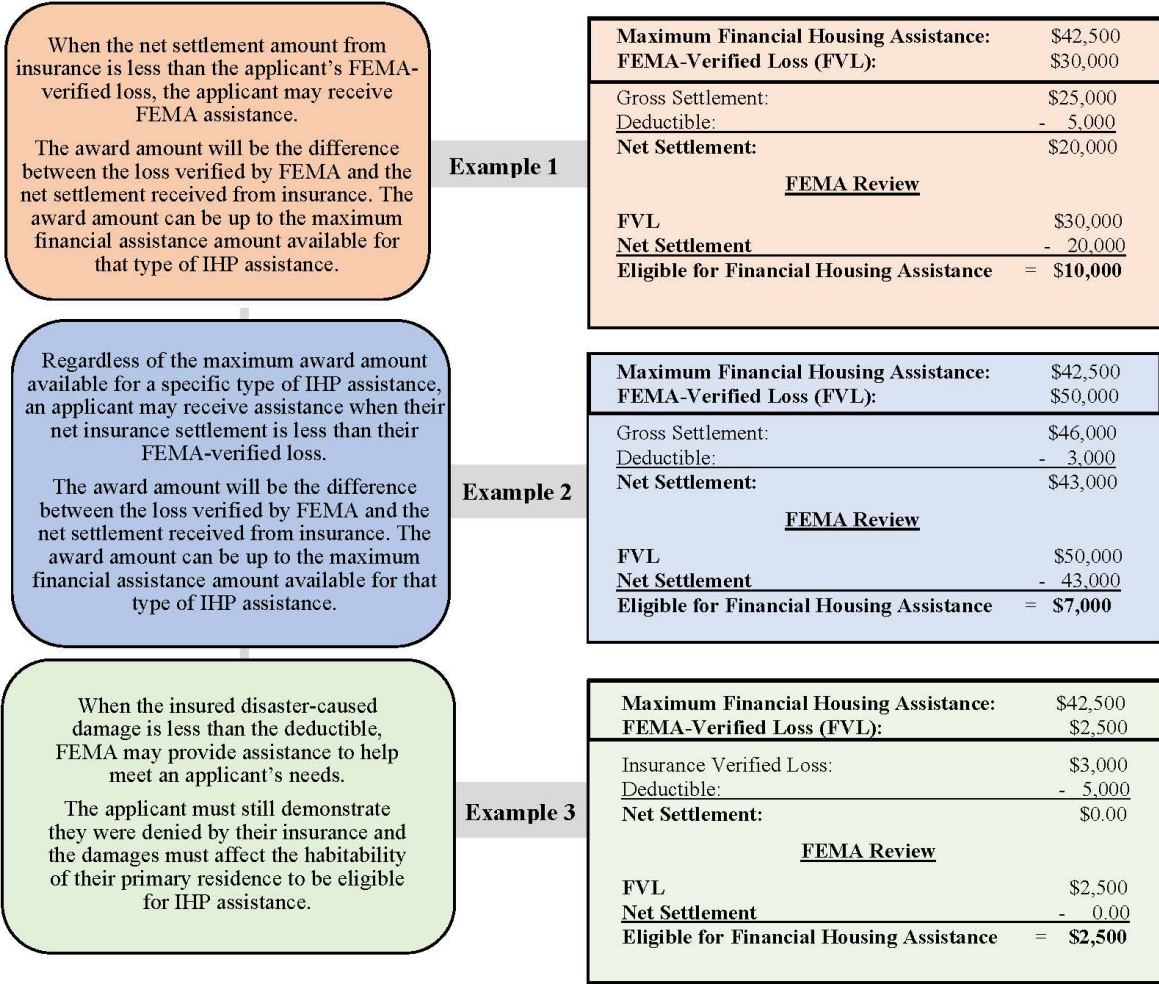 When the net settlement amount from
insurance is less than the applicant's FEMA-
verified loss, the applicant may receive
FEMA assistance.
The award amount will be the difference
between the loss verified by FEMA and the
net settlement received from insurance. The
award amount can be up to the maximum
financial assistance amount available for
that type of IHP assistance.
Example 1
Maximum Financial Housing Assistance: $42,500
FEMA-Verified Loss (FVL): $30,000
Gross Settlement: $25,000
Deductible: - 5,000
Net Settlement: $20,000
FEMA Review
FVL $30,000
Net Settlement - 20,000
Eligible for Financial Housing Assistance = $10,000
Regardless of the maximum award amount
available for a specific type of IHP assistance,
an applicant may receive assistance when their
net insurance settlement is less than their
FEMA-verified loss.
The award amount will be the difference
between the loss verified by FEMA and the
net settlement received from insurance. The
award amount can be up to the maximum
financial assistance amount available for that
type of IHP assistance.
Example 2
Maximum Financial Housing Assistance: $42,500
FEMA-Verified Loss (FVL): $50,000
Gross Settlement: $46,000
Deductible: - 3,000
Net Settlement: $43,000
FEMA Review
FVL $50,000
Net Settlement - 43,000
Eligible for Financial Housing Assistance = $7,000
When the insured disaster-caused
damage is less than the deductible,
FEMA may provide assistance to help
meet an applicant's needs.
The applicant must still demonstrate
they were denied by their insurance and
the damages must affect the habitability
of their primary residence to be eligible
for IHP assistance.
Example 3
Maximum Financial Housing Assistance: $42,500
FEMA-Verified Loss (FVL): $2,500
Insurance Verified Loss: $3,000
Deductible: - 5,000
Net Settlement: $0.00
FEMA Review
FVL $2,500
Net Settlement - 0.00
Eligible for Financial Housing Assistance = $2,500